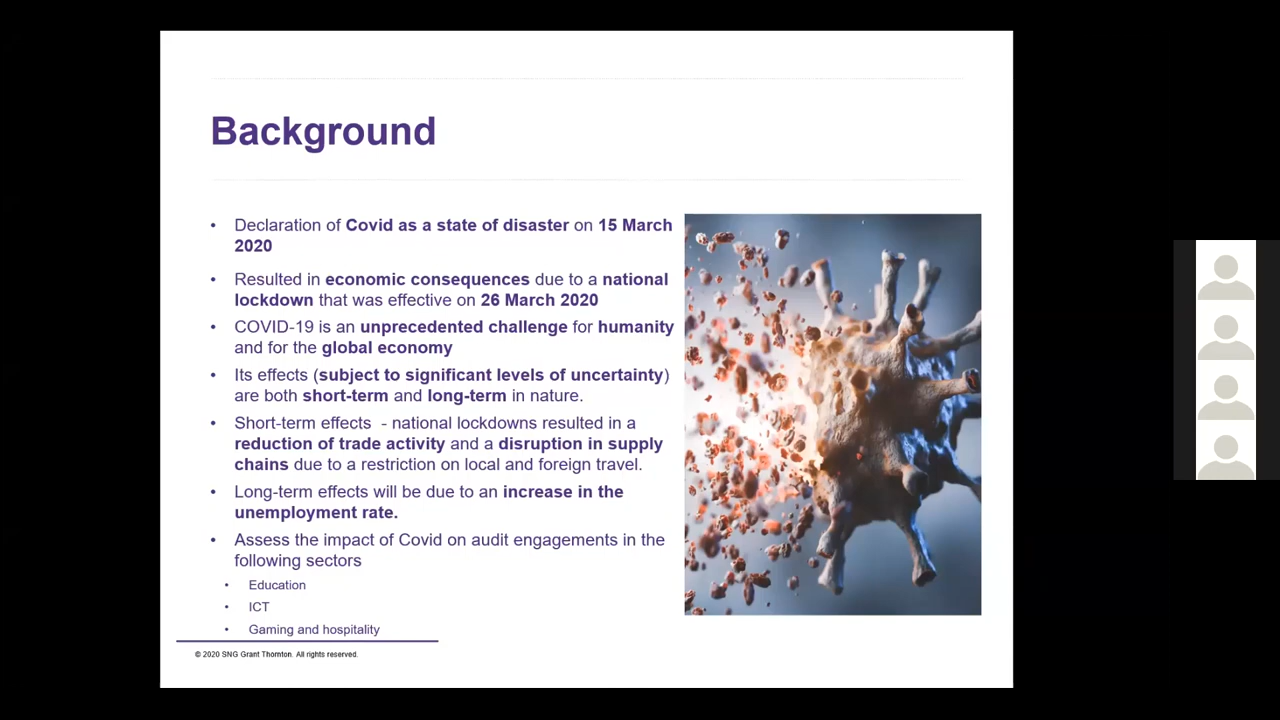 Background
• Declaration of Covid as a state of disaster on 15 March
2020
• Resulted in economic consequences due to a national
lockdown that was effective on 26 March 2020
• COVID-19 is an unprecedented challenge for humanity
and for the global economy
• Its effects (subject to significant levels of uncertainty)
are both short-term and long-term in nature.
• Short-term effects - national lockdowns resulted in a
reduction of trade activity and a disruption in supply
chains due to a restriction on local and foreign travel.
• Long-term effects will be due to an increase in the
unemployment rate.
• Assess the impact of Covid on audit engagements in the
following sectors
• Education
• ICT
• Gaming and hospitality
© 2020 SNG Grant Thornton. All rights reserved.